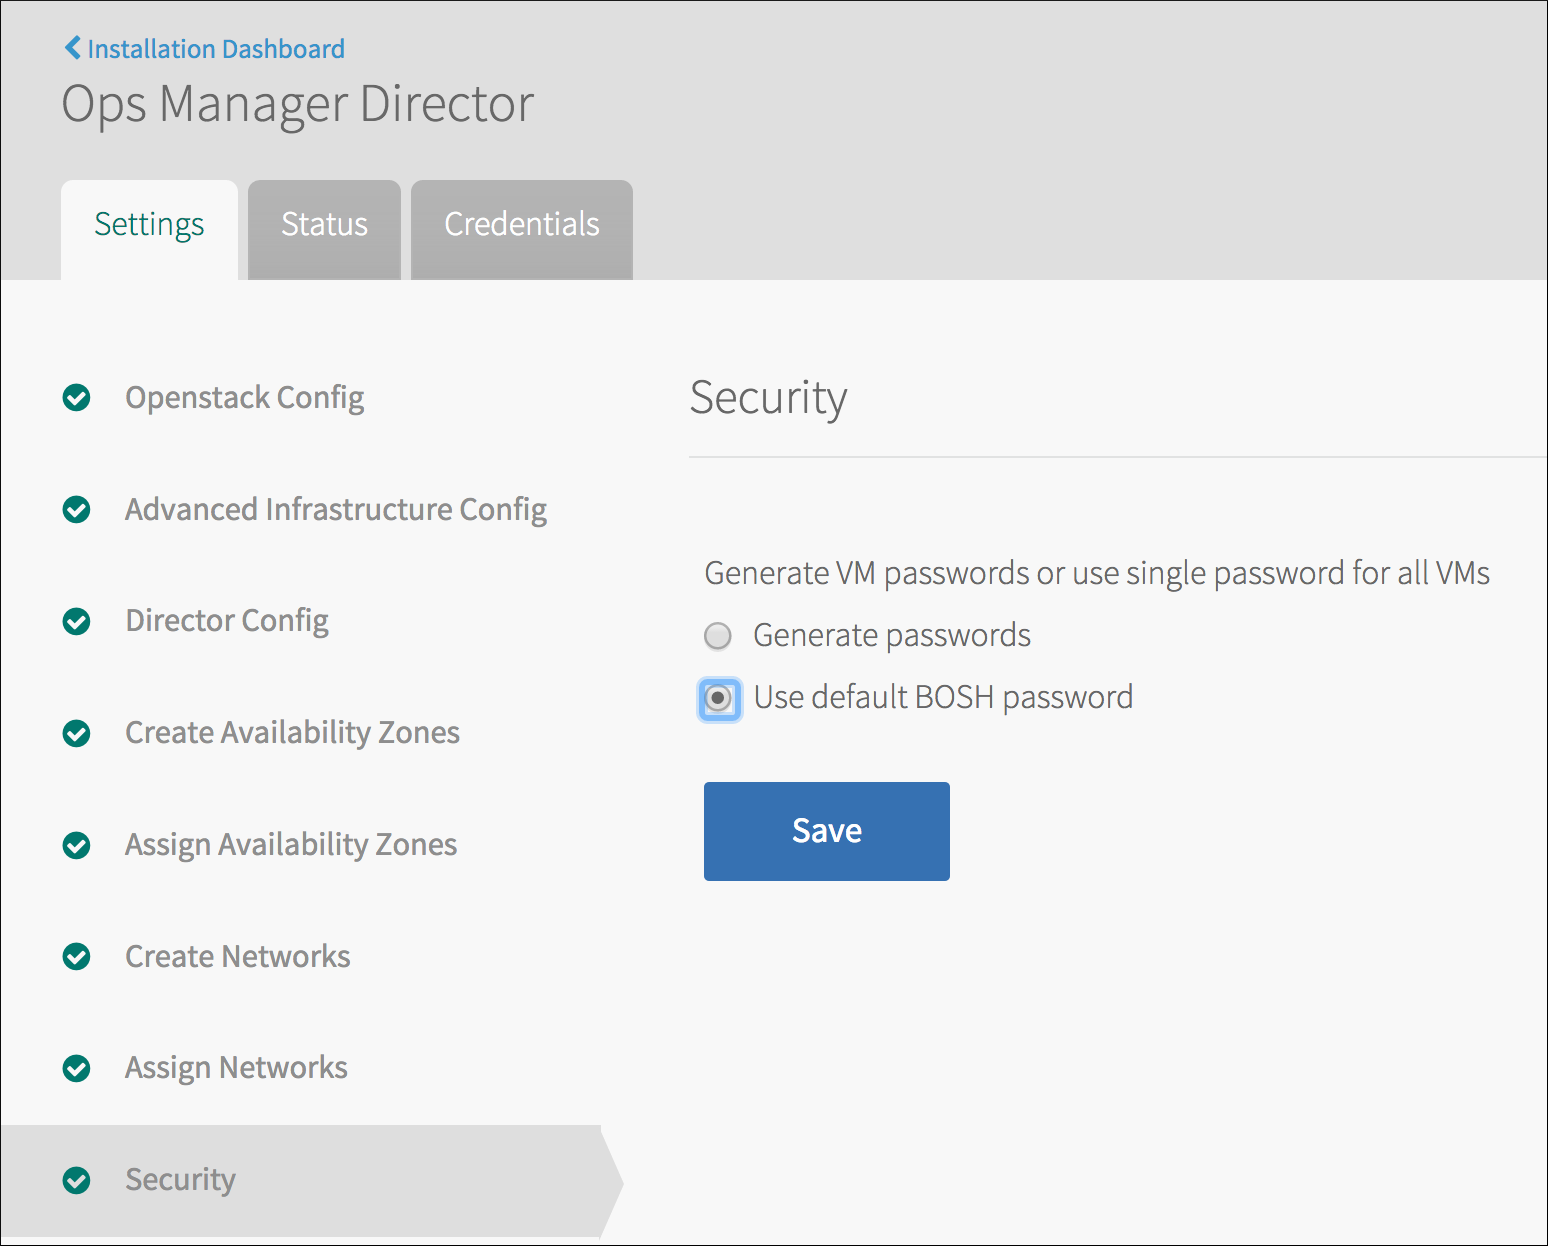 Installation Dashboard
Ops Manager Director
Settings
Status
Credentials
Openstack Config
Advanced Infrastructure Config
Director Config
Create Availability Zones
Assign Availability Zones
Create Networks
Assign Networks
Security
Security
Generate VM passwords or use single password for all VMs
Generate passwords
Use default BOSH password
Save